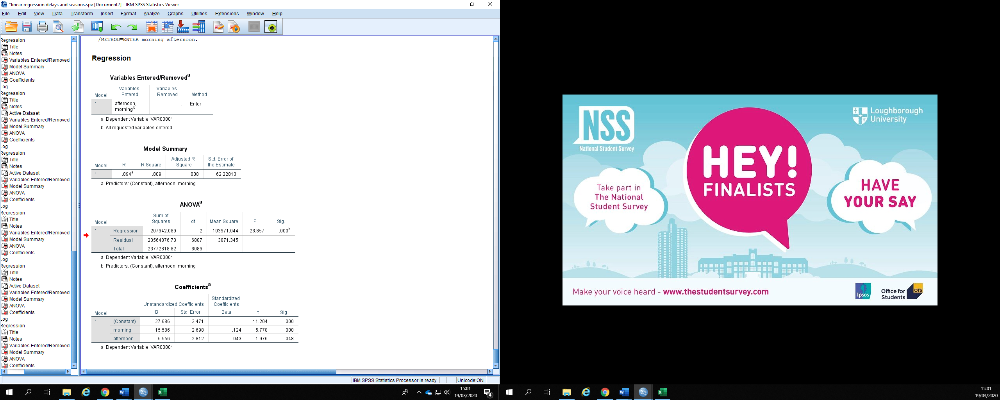 *linear regression delays and seasons.spv [Document2] - IBM SPSS Statistics Viewer
File Edit View Data Transform Insert Format Analyze Graphs Utilities Extensions Window Help
Regression
Title
Notes
Variables Entered/Removed
Model Summary
ANOVA
Coefficients
Log
Regression
Title
Notes
Active Dataset
Variables Entered/Removed
Model Summary
ANOVA
Coefficients
Log
Regression
Title
Notes
Active Dataset
Variables Entered/Removed
Model Summary
ANOVA
Coefficients
Log
Regression
Title
Notes
Variables Entered/Removed
Model Summary
ANOVA
Coefficients
Log
Regression
Title
Notes
Active Dataset
Variables Entered/Removed
Model Summary
ANOVA
Coefficients
Log
Regression
Title
Notes
Variables Entered/Removed
Model Summary
ANOVA
Coefficients
/METHOD=ENTER morning afternoon.
Regression
Variables Entered/Removedᵃ
Model Variables Entered Variables Removed Method
1 afternoon, morningᵇ . Enter
a. Dependent Variable: VAR00001
b. All requested variables entered.
Model Summary
Model R R Square Adjusted R Square Std. Error of the Estimate
1 .094ᵃ .009 .008 62.22013
a. Predictors: (Constant), afternoon, morning
ANOVAᵃ
Model Sum of Squares df Mean Square F Sig.
1 Regression 207942.089 2 103971.044 26.857 .000ᵇ
Residual 23564876.73 6087 3871.345
Total 23772818.82 6089
a. Dependent Variable: VAR00001
b. Predictors: (Constant), afternoon, morning
Coefficientsᵃ
Unstandardized Coefficients Standardized Coefficients
Model B Std. Error Beta t Sig.
1 (Constant) 27.686 2.471 11.204 .000
morning 15.586 2.698 .124 5.778 .000
afternoon 5.556 2.812 .043 1.976 .048
a. Dependent Variable: VAR00001
IBM SPSS Statistics Processor is ready Unicode:ON
15:01
19/03/2020
4
NSS
National Student Survey
Loughborough
University
HEY!
FINALISTS
Take part in
The National
Student Survey
HAVE
YOUR SAY
Make your voice heard - www.thestudentsurvey.com
Ipsos
Office for
Students
OfS
15:01
19/03/2020